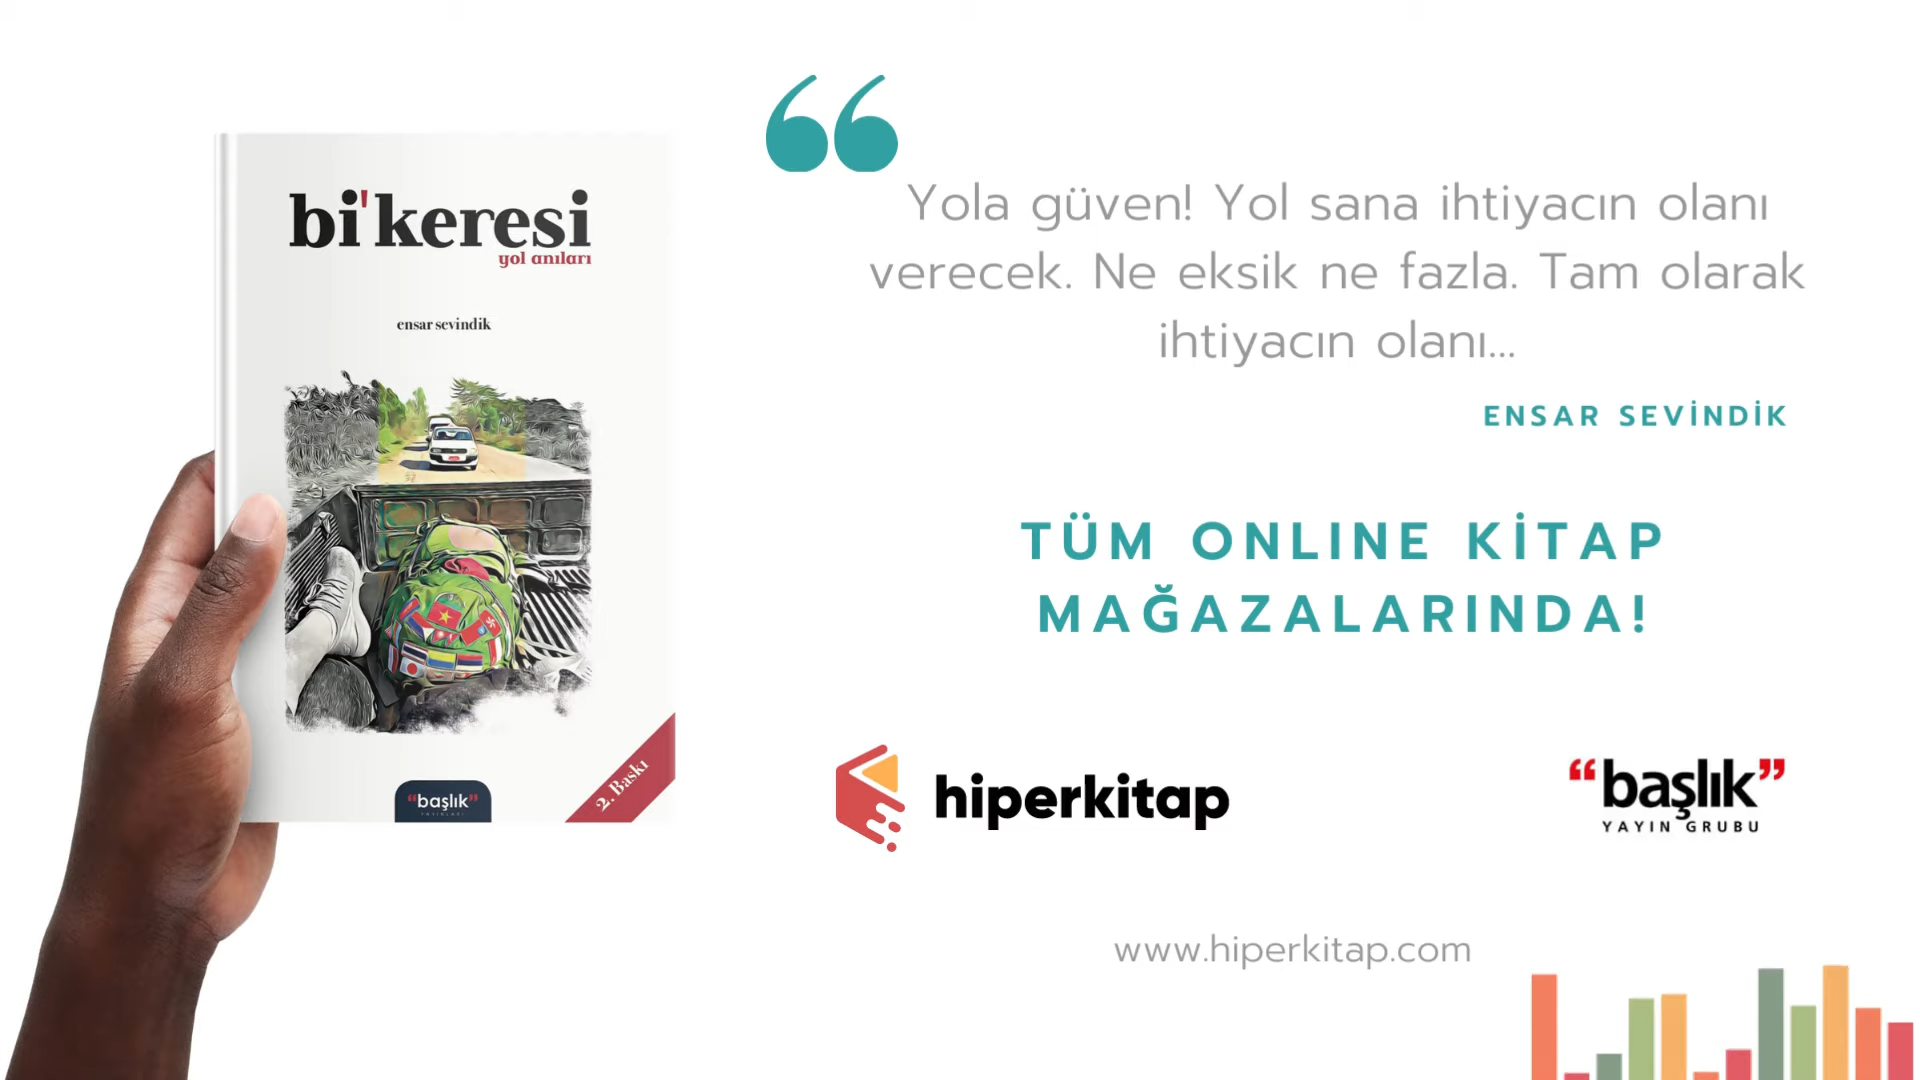 bi'keresi
yol anıları
ensar sevindik
"başlık"
YAYINLARI
2. Baskı
Yola güven! Yol sana ihtiyacın olanı
verecek. Ne eksik ne fazla. Tam olarak
ihtiyacın olanı...
ENSAR SEVİNDİK
TÜM ONLINE KİTAP
MAĞAZALARINDA!
hiperkitap
"başlık"
YAYIN GRUBU
www.hiperkitap.com